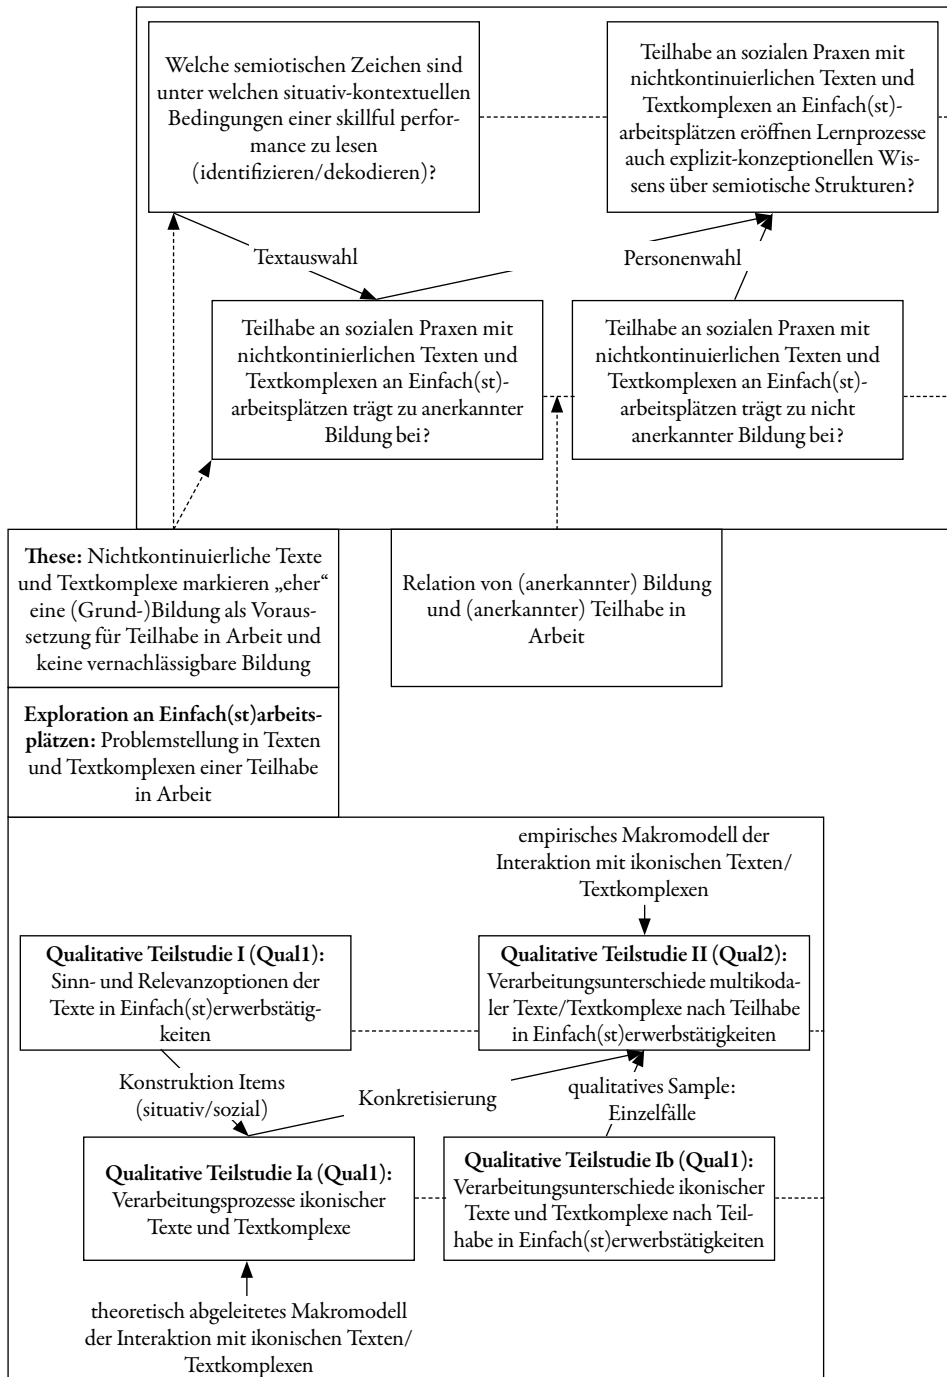 Welche semiotischen Zeichen sind
unter welchen situativ-kontextuellen
Bedingungen einer skillful perfor-
mance zu lesen
(identifizieren/dekodieren)?
Teilhabe an sozialen Praxen mit
nichtkontinuierlichen Texten und
Textkomplexen an Einfach(st)-
arbeitsplätzen eröffnen Lernprozesse
auch explizit-konzeptionellen Wis-
sens über semiotische Strukturen?
Textauswahl
Personenwahl
Teilhabe an sozialen Praxen mit
nichtkontinierlichen Texten und
Textkomplexen an Einfach(st)-
arbeitsplätzen trägt zu anerkannter
Bildung bei?
Teilhabe an sozialen Praxen mit
nichtkontinuierlichen Texten und
Textkomplexen an Einfach(st)-
arbeitsplätzen trägt zu nicht
anerkannter Bildung bei?
These: Nichtkontinuierliche Texte
und Textkomplexe markieren „eher“
eine (Grund-)Bildung als Voraus-
setzung für Teilhabe in Arbeit und
keine vernachlässigbare Bildung
Relation von (anerkannter) Bildung
und (anerkannter) Teilhabe in
Arbeit
Exploration an Einfach(st)arbeits-
plätzen: Problemstellung in Texten
und Textkomplexen einer Teilhabe
in Arbeit
empirisches Makromodell der
Interaktion mit ikonischen Texten/
Textkomplexen
Qualitative Teilstudie I (Qual1):
Sinn- und Relevanzoptionen der
Texte in Einfach(st)erwerbstätig-
keiten
Qualitative Teilstudie II (Qual2):
Verarbeitungsunterschiede multikoda-
ler Texte/Textkomplexe nach Teilhabe
in Einfach(st)erwerbstätigkeiten
Konstruktion Items
(situativ/sozial)
Konkretisierung
qualitatives Sample:
Einzelfälle
Qualitative Teilstudie Ia (Qual1):
Verarbeitungsprozesse ikonischer
Texte und Textkomplexe
Qualitative Teilstudie Ib (Qual1):
Verarbeitungsunterschiede ikonischer
Texte und Textkomplexe nach Teil-
habe in Einfach(st)erwerbstätigkeiten
theoretisch abgeleitetes Makromodell
der Interaktion mit ikonischen Texten/
Textkomplexen